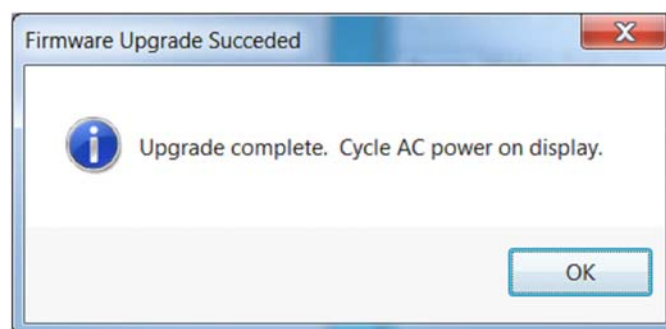 Firmware Upgrade Succeded
Upgrade complete. Cycle AC power on display.
OK